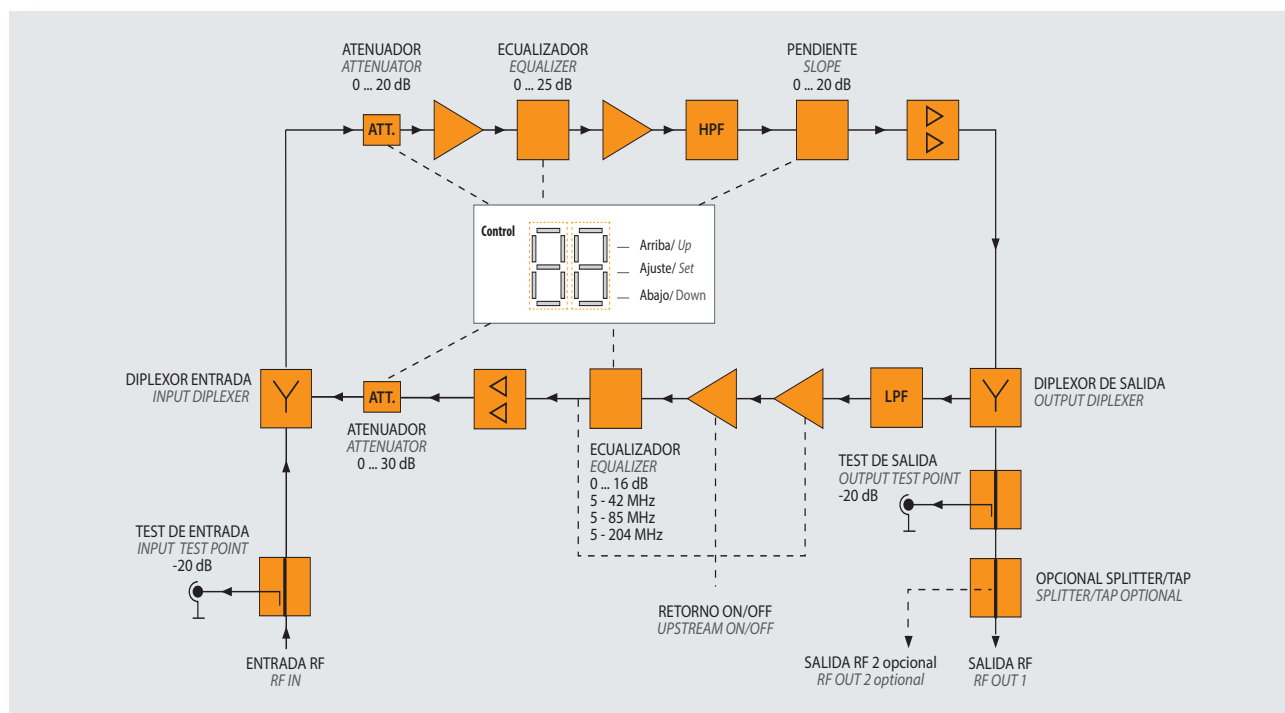 ATENUADOR
ATTENUATOR
0 ... 20 dB
ECUALIZADOR
EQUALIZER
0 ... 25 dB
PENDIENTE
SLOPE
0 ... 20 dB
ATT.
HPF
Control
Arriba/ Up
Ajuste/ Set
Abajo/ Down
DIPLEXOR ENTRADA
INPUT DIPLEXER
ATT.
ATENUADOR
ATTENUATOR
0 ... 30 dB
ECUALIZADOR
EQUALIZER
0 ... 16 dB
5 - 42 MHz
5 - 85 MHz
5 - 204 MHz
LPF
DIPLEXOR DE SALIDA
OUTPUT DIPLEXER
TEST DE SALIDA
OUTPUT TEST POINT
-20 dB
TEST DE ENTRADA
INPUT TEST POINT
-20 dB
OPCIONAL SPLITTER/TAP
SPLITTER/TAP OPTIONAL
RETORNO ON/OFF
UPSTREAM ON/OFF
ENTRADA RF
RF IN
SALIDA RF 2 opcional
RF OUT 2 optional
SALIDA RF
RF OUT 1